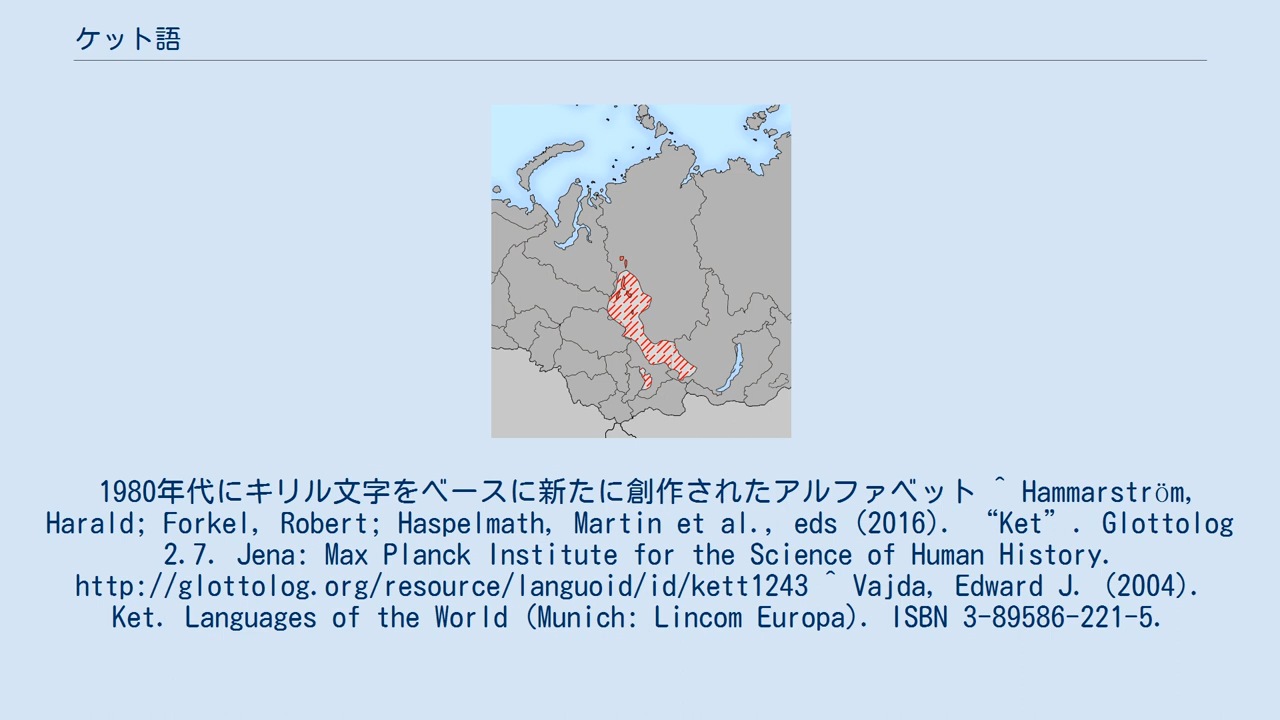 ケット語
1980年代にキリル文字をベースに新たに創作されたアルファベット ^ Hammarström,
Harald; Forkel, Robert; Haspelmath, Martin et al., eds (2016). “Ket”. Glottolog
2.7. Jena: Max Planck Institute for the Science of Human History.
http://glottolog.org/resource/languoid/id/kett1243 ^ Vajda, Edward J. (2004).
Ket. Languages of the World (Munich: Lincom Europa). ISBN 3-89586-221-5.